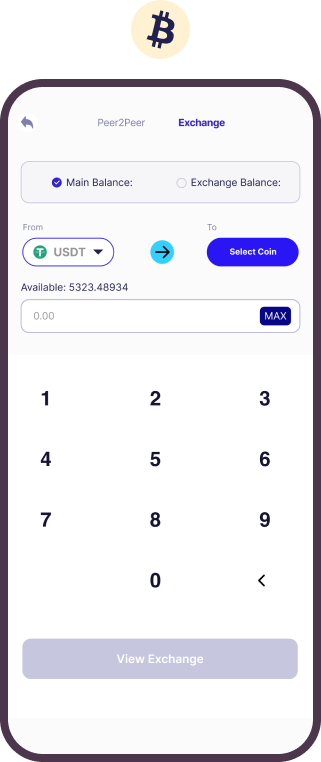 Peer2Peer Exchange
Main Balance: Exchange Balance:
From To
USDT Select Coin
Available: 5323.48934
0.00 MAX
1 2 3
4 5 6
7 8 9
0
View Exchange